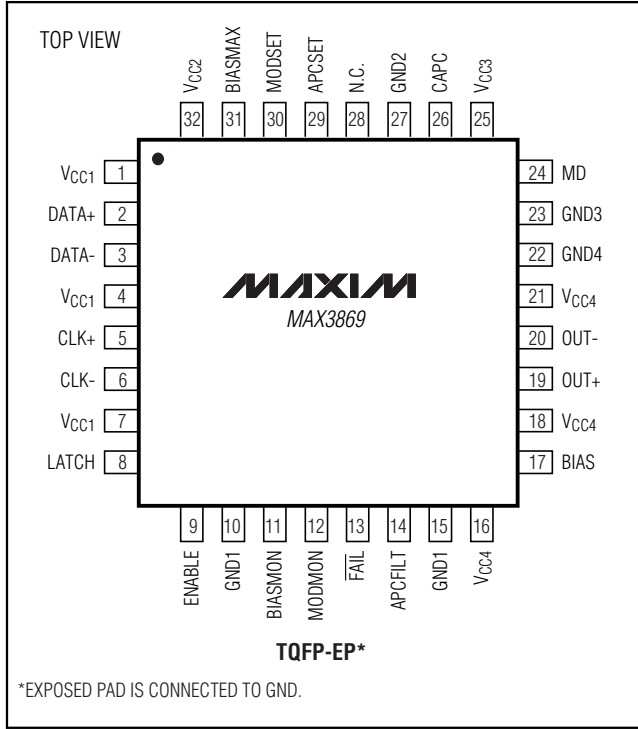 TOP VIEW
VCC2
BIASMAX
MODSET
APCSET
N.C.
GND2
CAPC
VCC3
32 31 30 29 28 27 26 25
VCC1 1
DATA+ 2
DATA- 3
VCC1 4
CLK+ 5
CLK- 6
VCC1 7
LATCH 8
MAXIM
MAX3869
24 MD
23 GND3
22 GND4
21 VCC4
20 OUT-
19 OUT+
18 VCC4
17 BIAS
9 10 11 12 13 14 15 16
ENABLE
GND1
BIASMON
MODMON
F̅A̅I̅L̅
APCFILT
GND1
VCC4
TQFP-EP*
*EXPOSED PAD IS CONNECTED TO GND.